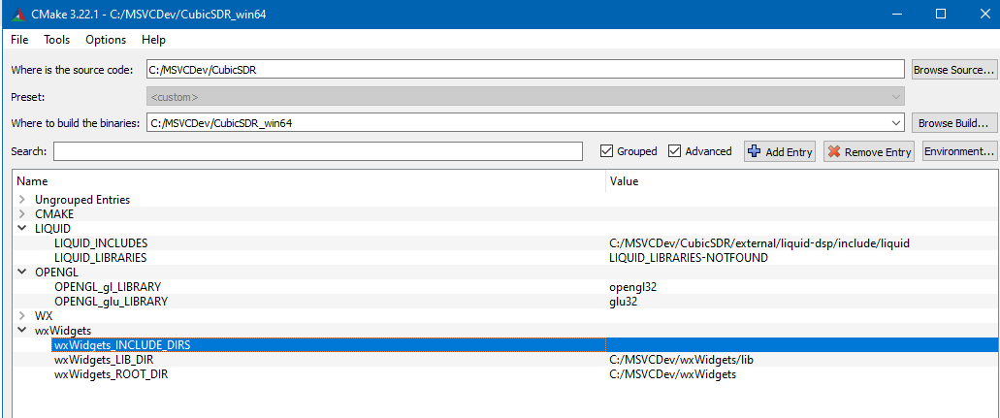 CMake 3.22.1 - C:/MSVCDev/CubicSDR_win64
File Tools Options Help
Where is the source code: C:/MSVCDev/CubicSDR Browse Source...
Preset: <custom>
Where to build the binaries: C:/MSVCDev/CubicSDR_win64 Browse Build...
Search: Grouped Advanced Add Entry Remove Entry Environment...
Name Value
Ungrouped Entries
CMAKE
LIQUID
LIQUID_INCLUDES C:/MSVCDev/CubicSDR/external/liquid-dsp/include/liquid
LIQUID_LIBRARIES LIQUID_LIBRARIES-NOTFOUND
OPENGL
OPENGL_gl_LIBRARY opengl32
OPENGL_glu_LIBRARY glu32
WX
wxWidgets
wxWidgets_INCLUDE_DIRS
wxWidgets_LIB_DIR C:/MSVCDev/wxWidgets/lib
wxWidgets_ROOT_DIR C:/MSVCDev/wxWidgets